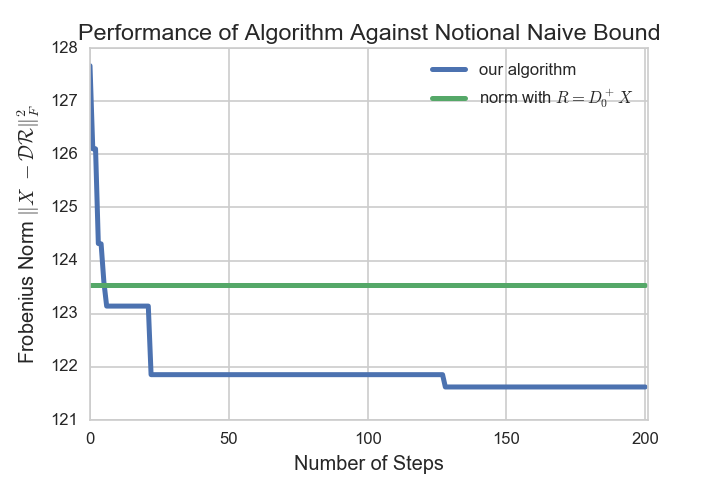 Performance of Algorithm Against Notional Naive Bound
our algorithm
norm with $R = D_0^+ X$
Frobenius Norm $||X - \mathcal{DR}||_F^2$
128
127
126
125
124
123
122
121
0 50 100 150 200
Number of Steps